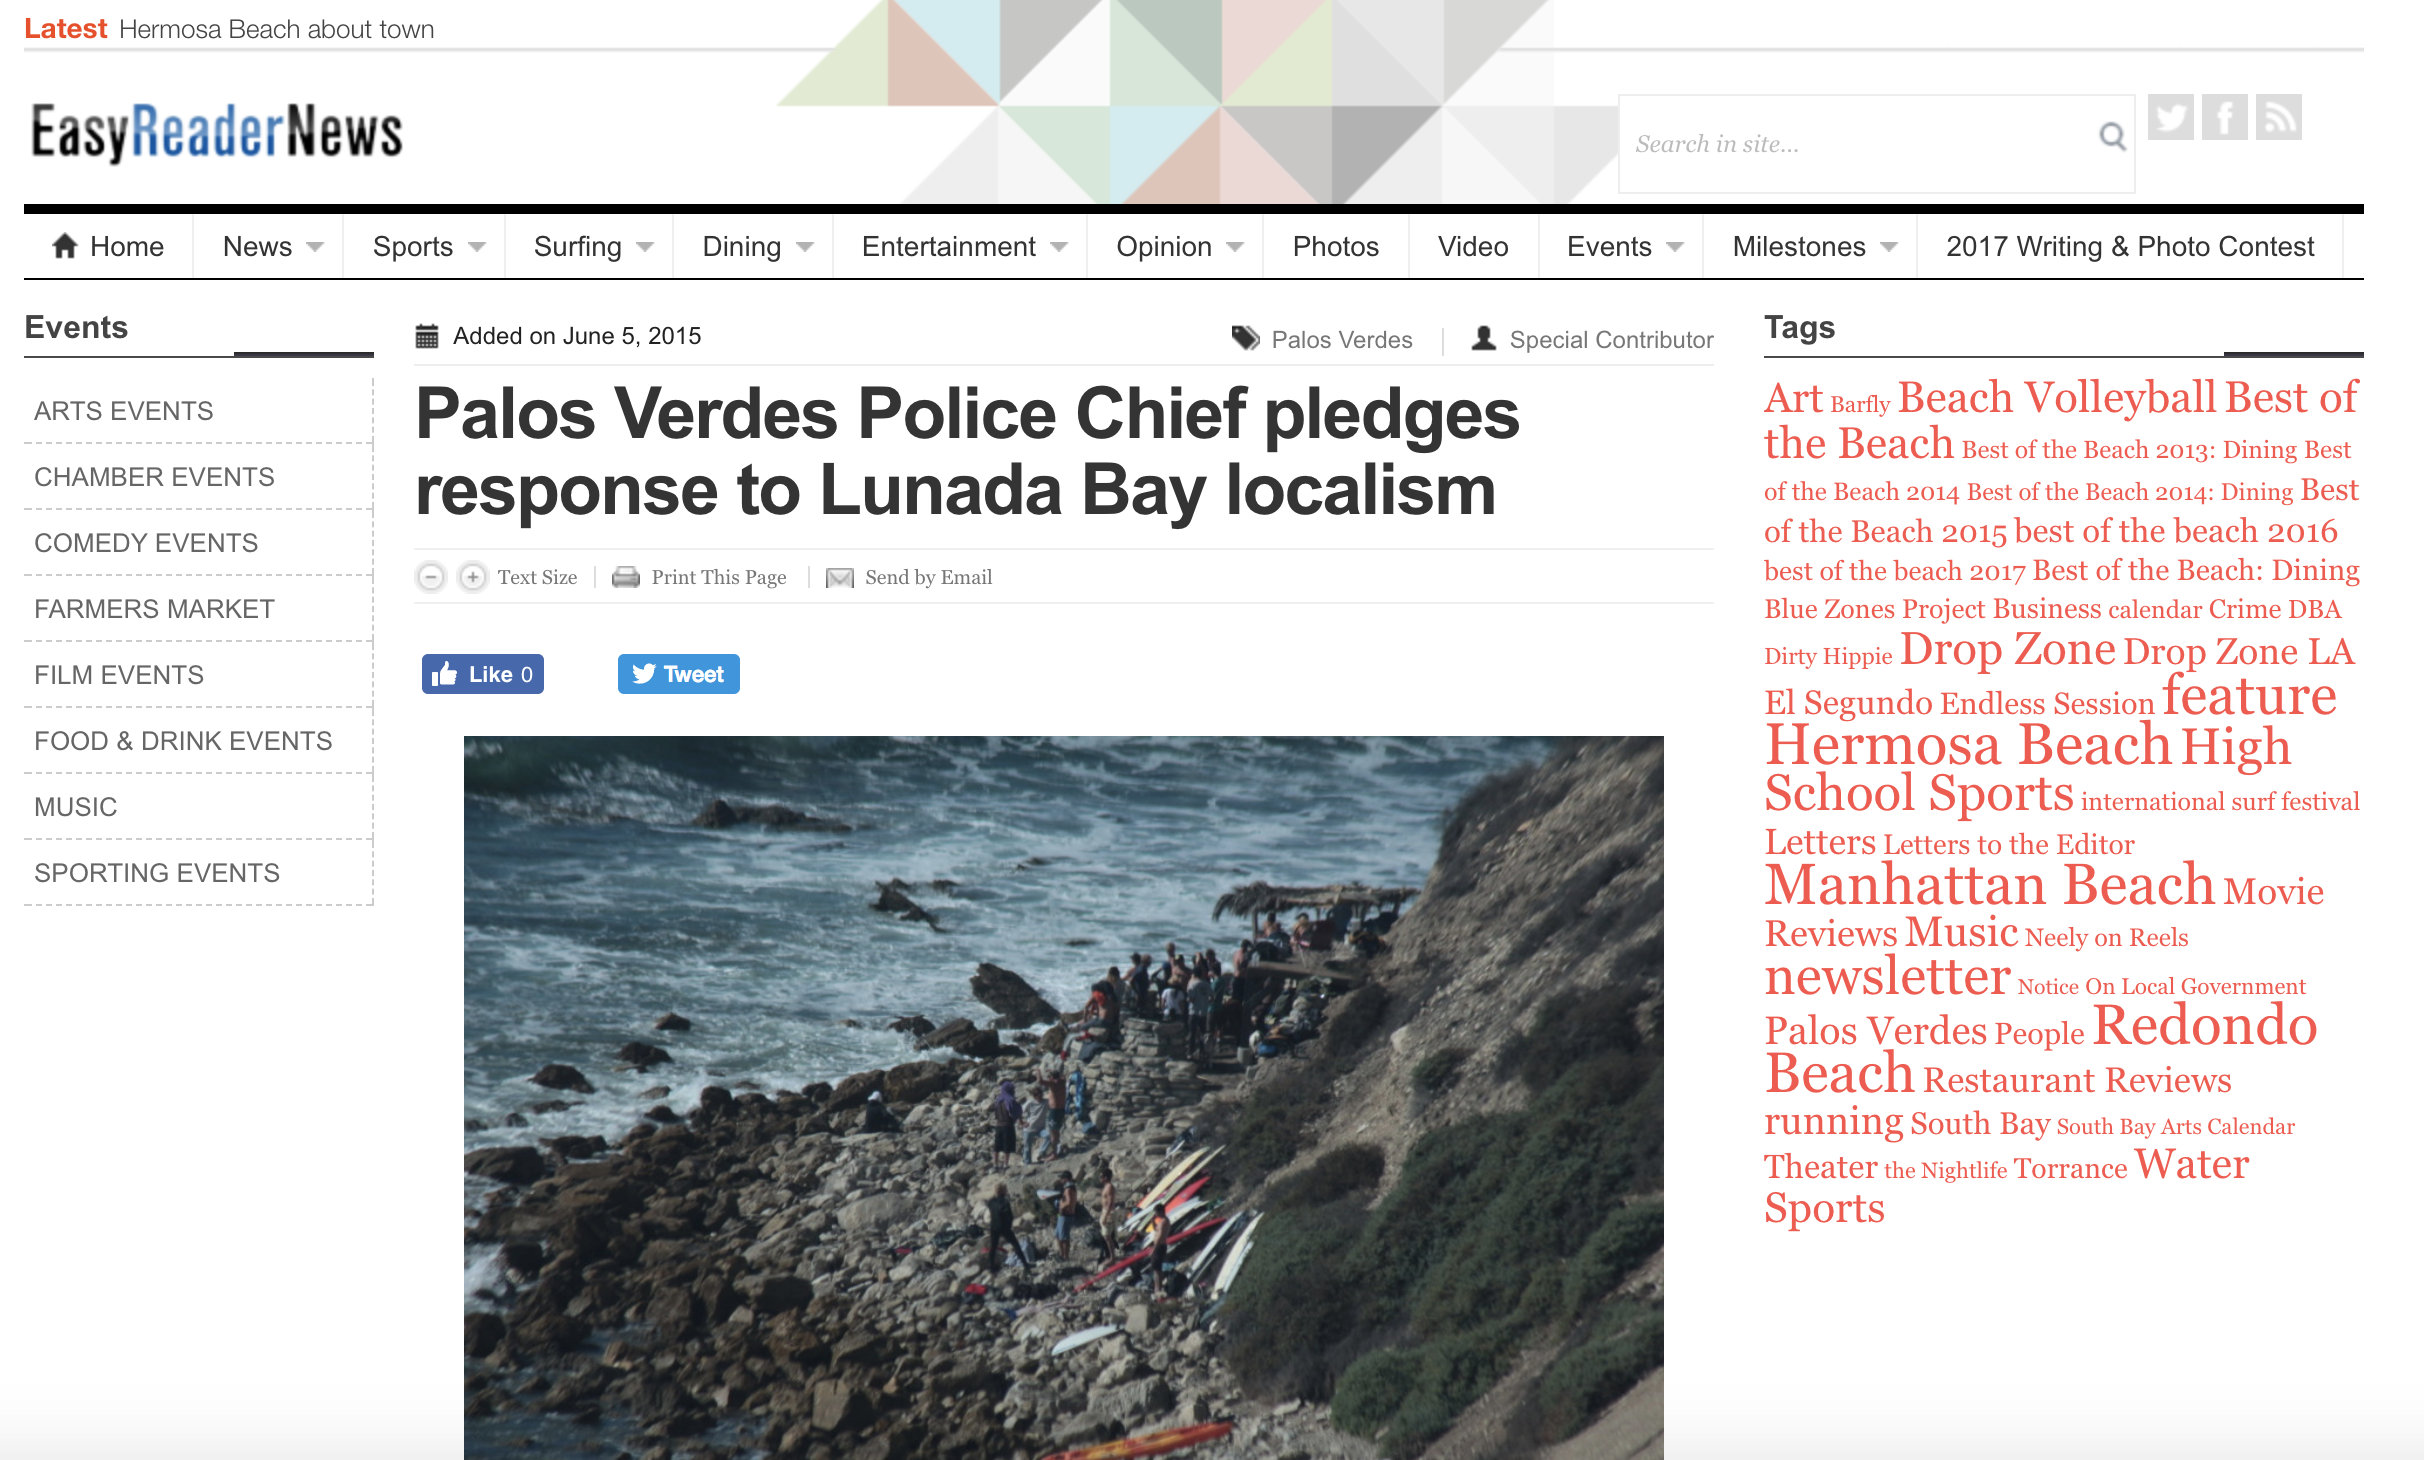 Latest Hermosa Beach about town
EasyReaderNews
Search in site...
Home News Sports Surfing Dining Entertainment Opinion Photos Video Events Milestones 2017 Writing & Photo Contest
Events
ARTS EVENTS
CHAMBER EVENTS
COMEDY EVENTS
FARMERS MARKET
FILM EVENTS
FOOD & DRINK EVENTS
MUSIC
SPORTING EVENTS
Added on June 5, 2015 Palos Verdes Special Contributor
Palos Verdes Police Chief pledges
response to Lunada Bay localism
Text Size Print This Page Send by Email
Like 0 Tweet
Tags
Art Barfly Beach Volleyball Best of
the Beach Best of the Beach 2013: Dining Best
of the Beach 2014 Best of the Beach 2014: Dining Best
of the Beach 2015 best of the beach 2016
best of the beach 2017 Best of the Beach: Dining
Blue Zones Project Business calendar Crime DBA
Dirty Hippie Drop Zone Drop Zone LA
El Segundo Endless Session feature
Hermosa Beach High
School Sports international surf festival
Letters Letters to the Editor
Manhattan Beach Movie
Reviews Music Neely on Reels
newsletter Notice On Local Government
Palos Verdes People Redondo
Beach Restaurant Reviews
running South Bay South Bay Arts Calendar
Theater the Nightlife Torrance Water
Sports